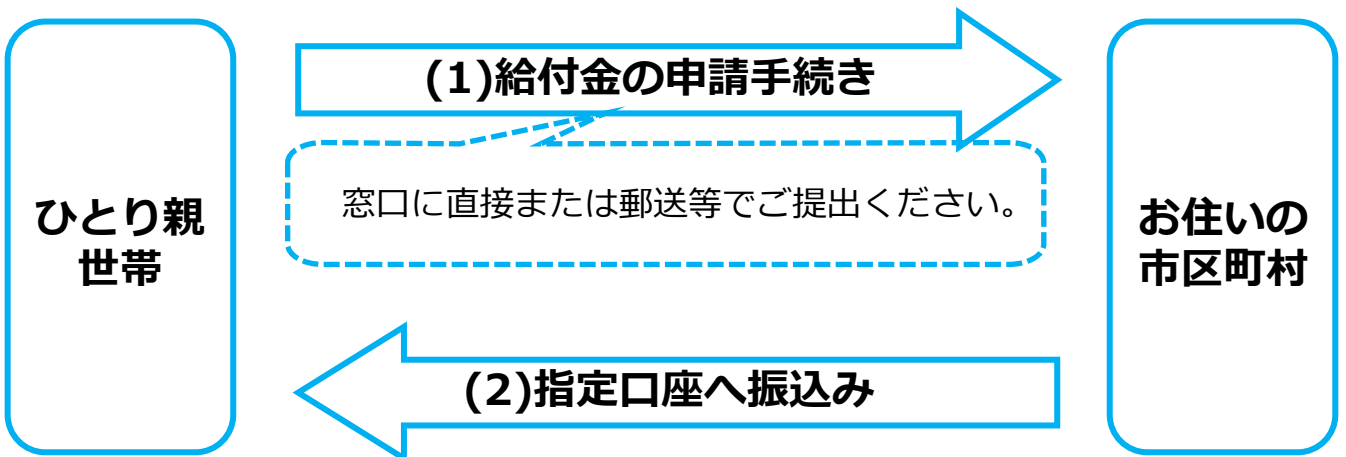 ひとり親
世帯
(1)給付金の申請手続き
窓口に直接または郵送等でご提出ください。
(2)指定口座へ振込み
お住いの
市区町村